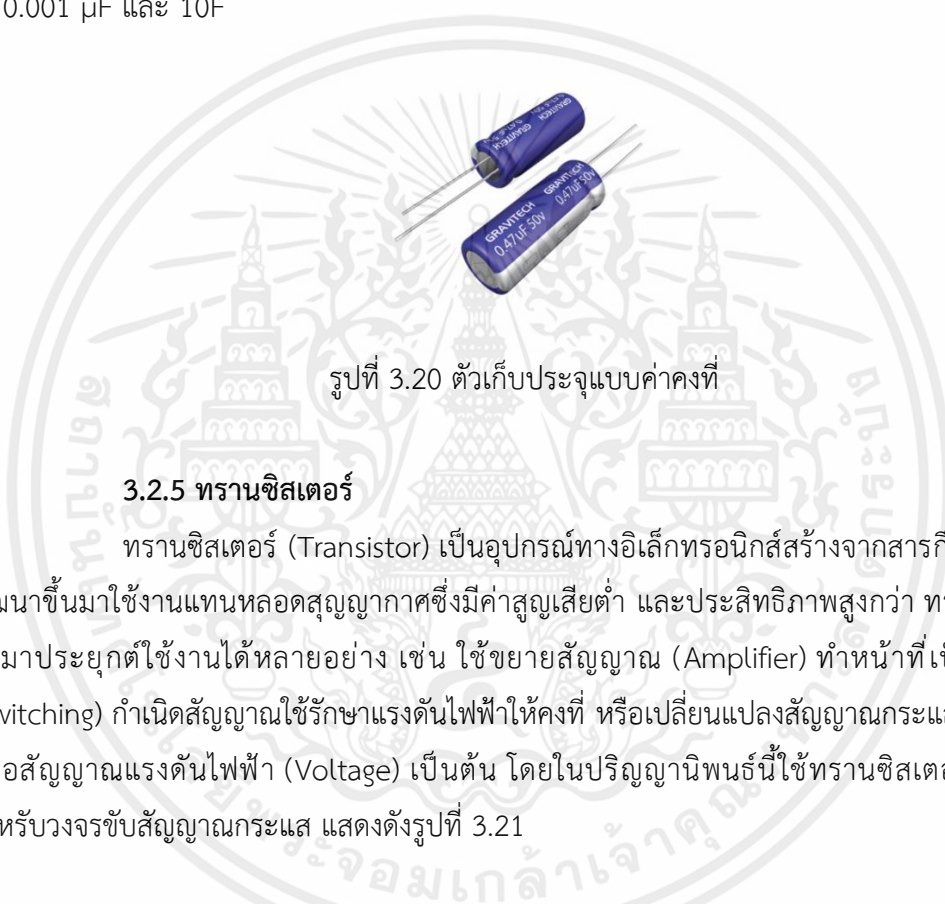 0.001 µF และ 10F
GRAVITECH
GRAVITECH
0.47uF 50v
GRAVITECH
0.47uF 50v
รูปที่ 3.20 ตัวเก็บประจุแบบค่าคงที่
3.2.5 ทรานซิสเตอร์
ทรานซิสเตอร์ (Transistor) เป็นอุปกรณ์ทางอิเล็กทรอนิกส์สร้างจากสารกึ
ฒนาขึ้นมาใช้งานแทนหลอดสุญญากาศซึ่งมีค่าสูญเสียต่ำ และประสิทธิภาพสูงกว่า ทร
มาประยุกต์ใช้งานได้หลายอย่าง เช่น ใช้ขยายสัญญาณ (Amplifier) ทำหน้าที่เป็
witching) กำเนิดสัญญาณใช้รักษาแรงดันไฟฟ้าให้คงที่ หรือเปลี่ยนแปลงสัญญาณกระแส
อสัญญาณแรงดันไฟฟ้า (Voltage) เป็นต้น โดยในปริญญานิพนธ์นี้ใช้ทรานซิสเตอ
หรับวงจรขับสัญญาณกระแส แสดงดังรูปที่ 3.21